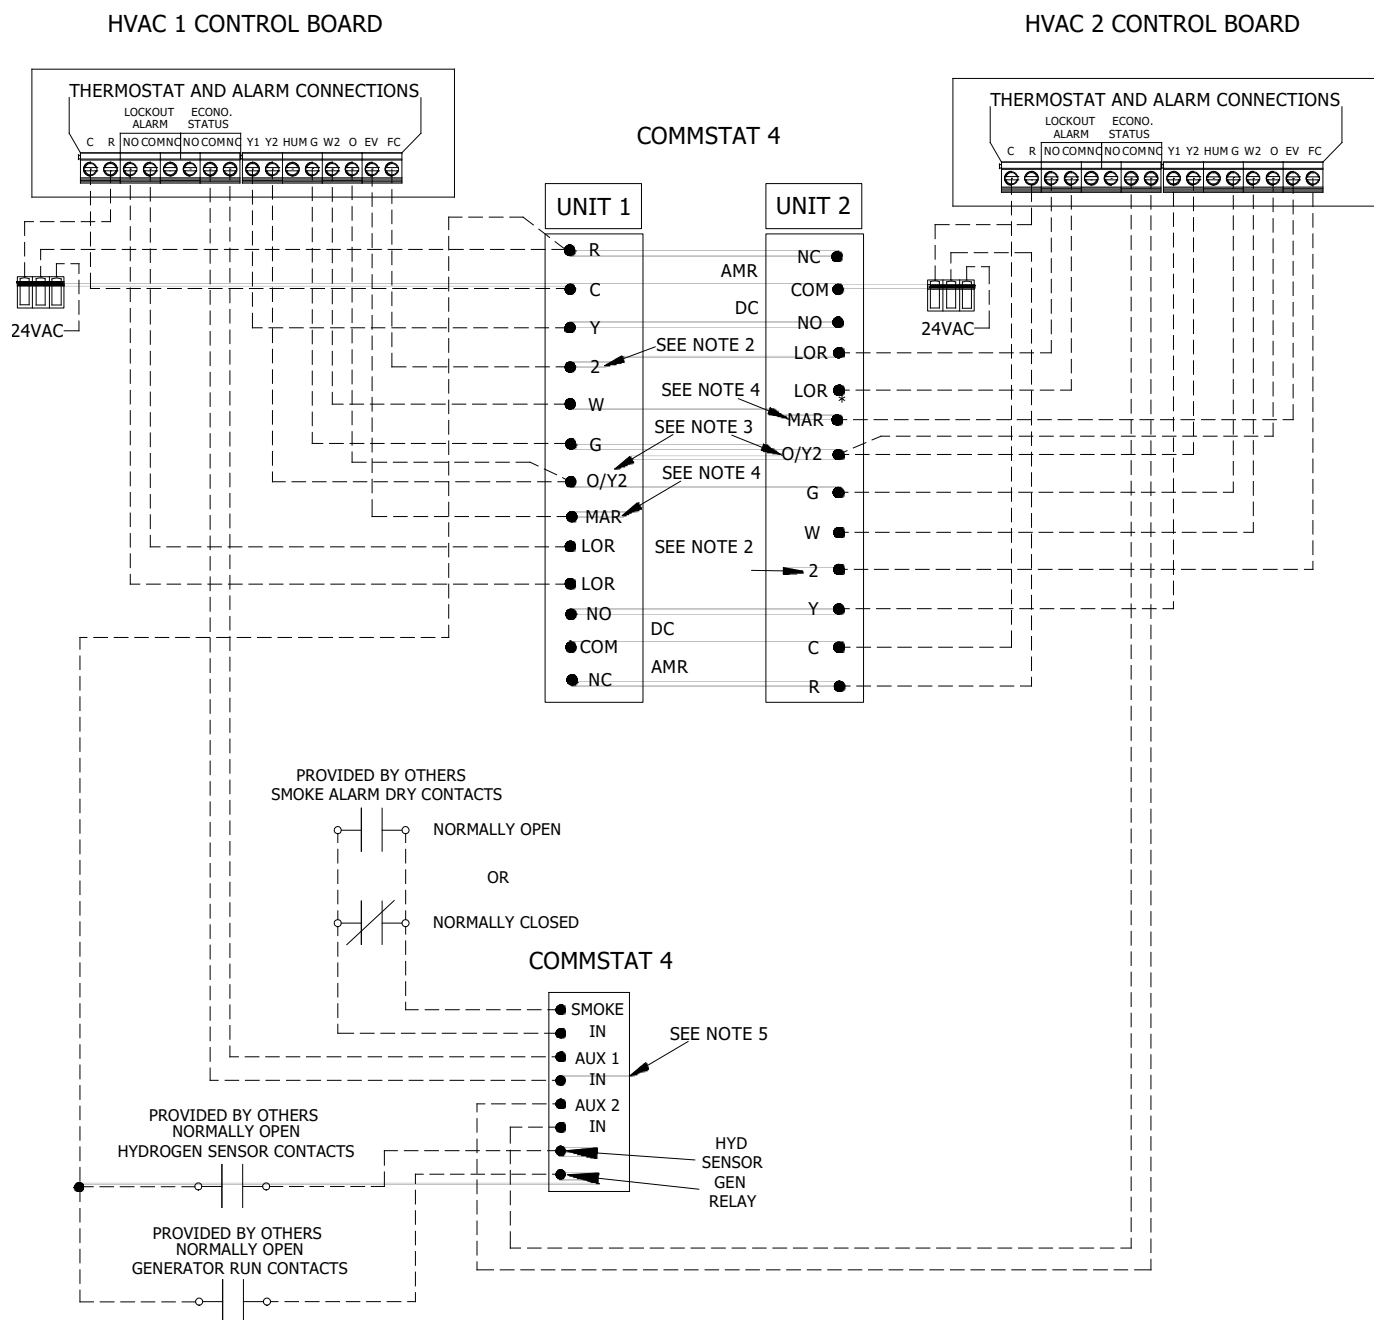 HVAC 1 CONTROL BOARD
HVAC 2 CONTROL BOARD
THERMOSTAT AND ALARM CONNECTIONS
LOCKOUT ALARM
ECONO. STATUS
C R NO COM NC NO COM NC Y1 Y2 HUM G W2 O EV FC
24VAC
THERMOSTAT AND ALARM CONNECTIONS
LOCKOUT ALARM
ECONO. STATUS
C R NO COM NC NO COM NC Y1 Y2 HUM G W2 O EV FC
24VAC
COMMSTAT 4
UNIT 1
UNIT 2
R
C
Y
2
W
G
O/Y2
MAR
LOR
LOR
NO
COM
NC
AMR
DC
SEE NOTE 2
SEE NOTE 4
SEE NOTE 3
SEE NOTE 4
SEE NOTE 2
DC
AMR
NC
COM
NO
LOR
LOR
*
MAR
O/Y2
G
W
2
Y
C
R
PROVIDED BY OTHERS
SMOKE ALARM DRY CONTACTS
NORMALLY OPEN
OR
NORMALLY CLOSED
COMMSTAT 4
SMOKE
IN
AUX 1
IN
AUX 2
IN
SEE NOTE 5
HYD
SENSOR
GEN
RELAY
PROVIDED BY OTHERS
NORMALLY OPEN
HYDROGEN SENSOR CONTACTS
PROVIDED BY OTHERS
NORMALLY OPEN
GENERATOR RUN CONTACTS